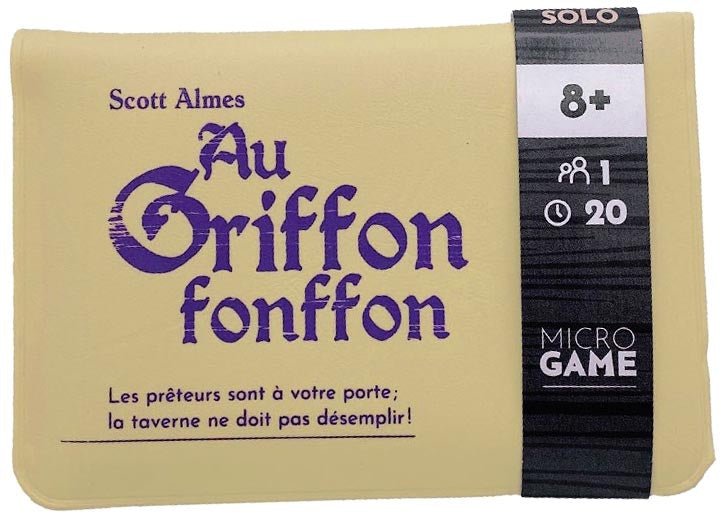 Scott Almes
Au
Griffon
fonffon
Les prêteurs sont à votre porte;
la taverne ne doit pas désemplir!
SOLO
8+
1
20
MICRO
GAME